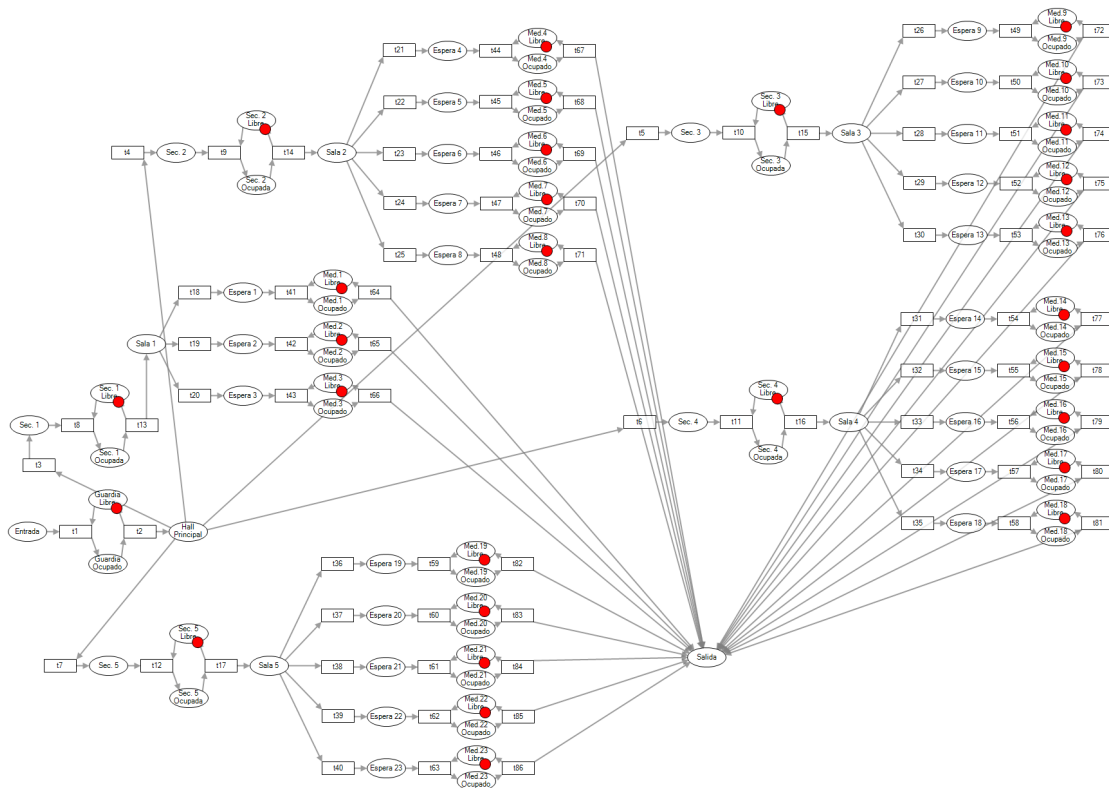 t21
Espera 4
t44
Med.4
Libre
Med.4
Ocupado
t67
t22
Espera 5
t45
Med.5
Libre
Med.5
Ocupado
t68
t23
Espera 6
t46
Med.6
Libre
Med.6
Ocupado
t69
t24
Espera 7
t47
Med.7
Libre
Med.7
Ocupado
t70
t25
Espera 8
t48
Med.8
Libre
Med.8
Ocupado
t71
t4
Sec. 2
t9
Sec. 2
Libre
Sec. 2
Ocupada
t14
Sala 2
t26
Espera 9
t49
Med.9
Libre
Med.9
Ocupado
t72
t27
Espera 10
t50
Med.10
Libre
Med.10
Ocupado
t73
t28
Espera 11
t51
Med.11
Libre
Med.11
Ocupado
t74
t29
Espera 12
t52
Med.12
Libre
Med.12
Ocupado
t75
t30
Espera 13
t53
Med.13
Libre
Med.13
Ocupado
t76
t5
Sec. 3
t10
Sec. 3
Libre
Sec. 3
Ocupada
t15
Sala 3
t18
Espera 1
t41
Med.1
Libre
Med.1
Ocupado
t64
t19
Espera 2
t42
Med.2
Libre
Med.2
Ocupado
t65
t20
Espera 3
t43
Med.3
Libre
Med.3
Ocupado
t66
Sala 1
Sec. 1
t8
Sec. 1
Libre
Sec. 1
Ocupada
t13
t3
Entrada
t1
Guardia
Libre
Guardia
Ocupado
t2
Hall
Principal
t31
Espera 14
t54
Med.14
Libre
Med.14
Ocupado
t77
t32
Espera 15
t55
Med.15
Libre
Med.15
Ocupado
t78
t33
Espera 16
t56
Med.16
Libre
Med.16
Ocupado
t79
t34
Espera 17
t57
Med.17
Libre
Med.17
Ocupado
t80
t35
Espera 18
t58
Med.18
Libre
Med.18
Ocupado
t81
t6
Sec. 4
t11
Sec. 4
Libre
Sec. 4
Ocupada
t16
Sala 4
t36
Espera 19
t59
Med.19
Libre
Med.19
Ocupado
t82
t37
Espera 20
t60
Med.20
Libre
Med.20
Ocupado
t83
t38
Espera 21
t61
Med.21
Libre
Med.21
Ocupado
t84
t39
Espera 22
t62
Med.22
Libre
Med.22
Ocupado
t85
t40
Espera 23
t63
Med.23
Libre
Med.23
Ocupado
t86
t7
Sec. 5
t12
Sec. 5
Libre
Sec. 5
Ocupada
t17
Sala 5
Salida